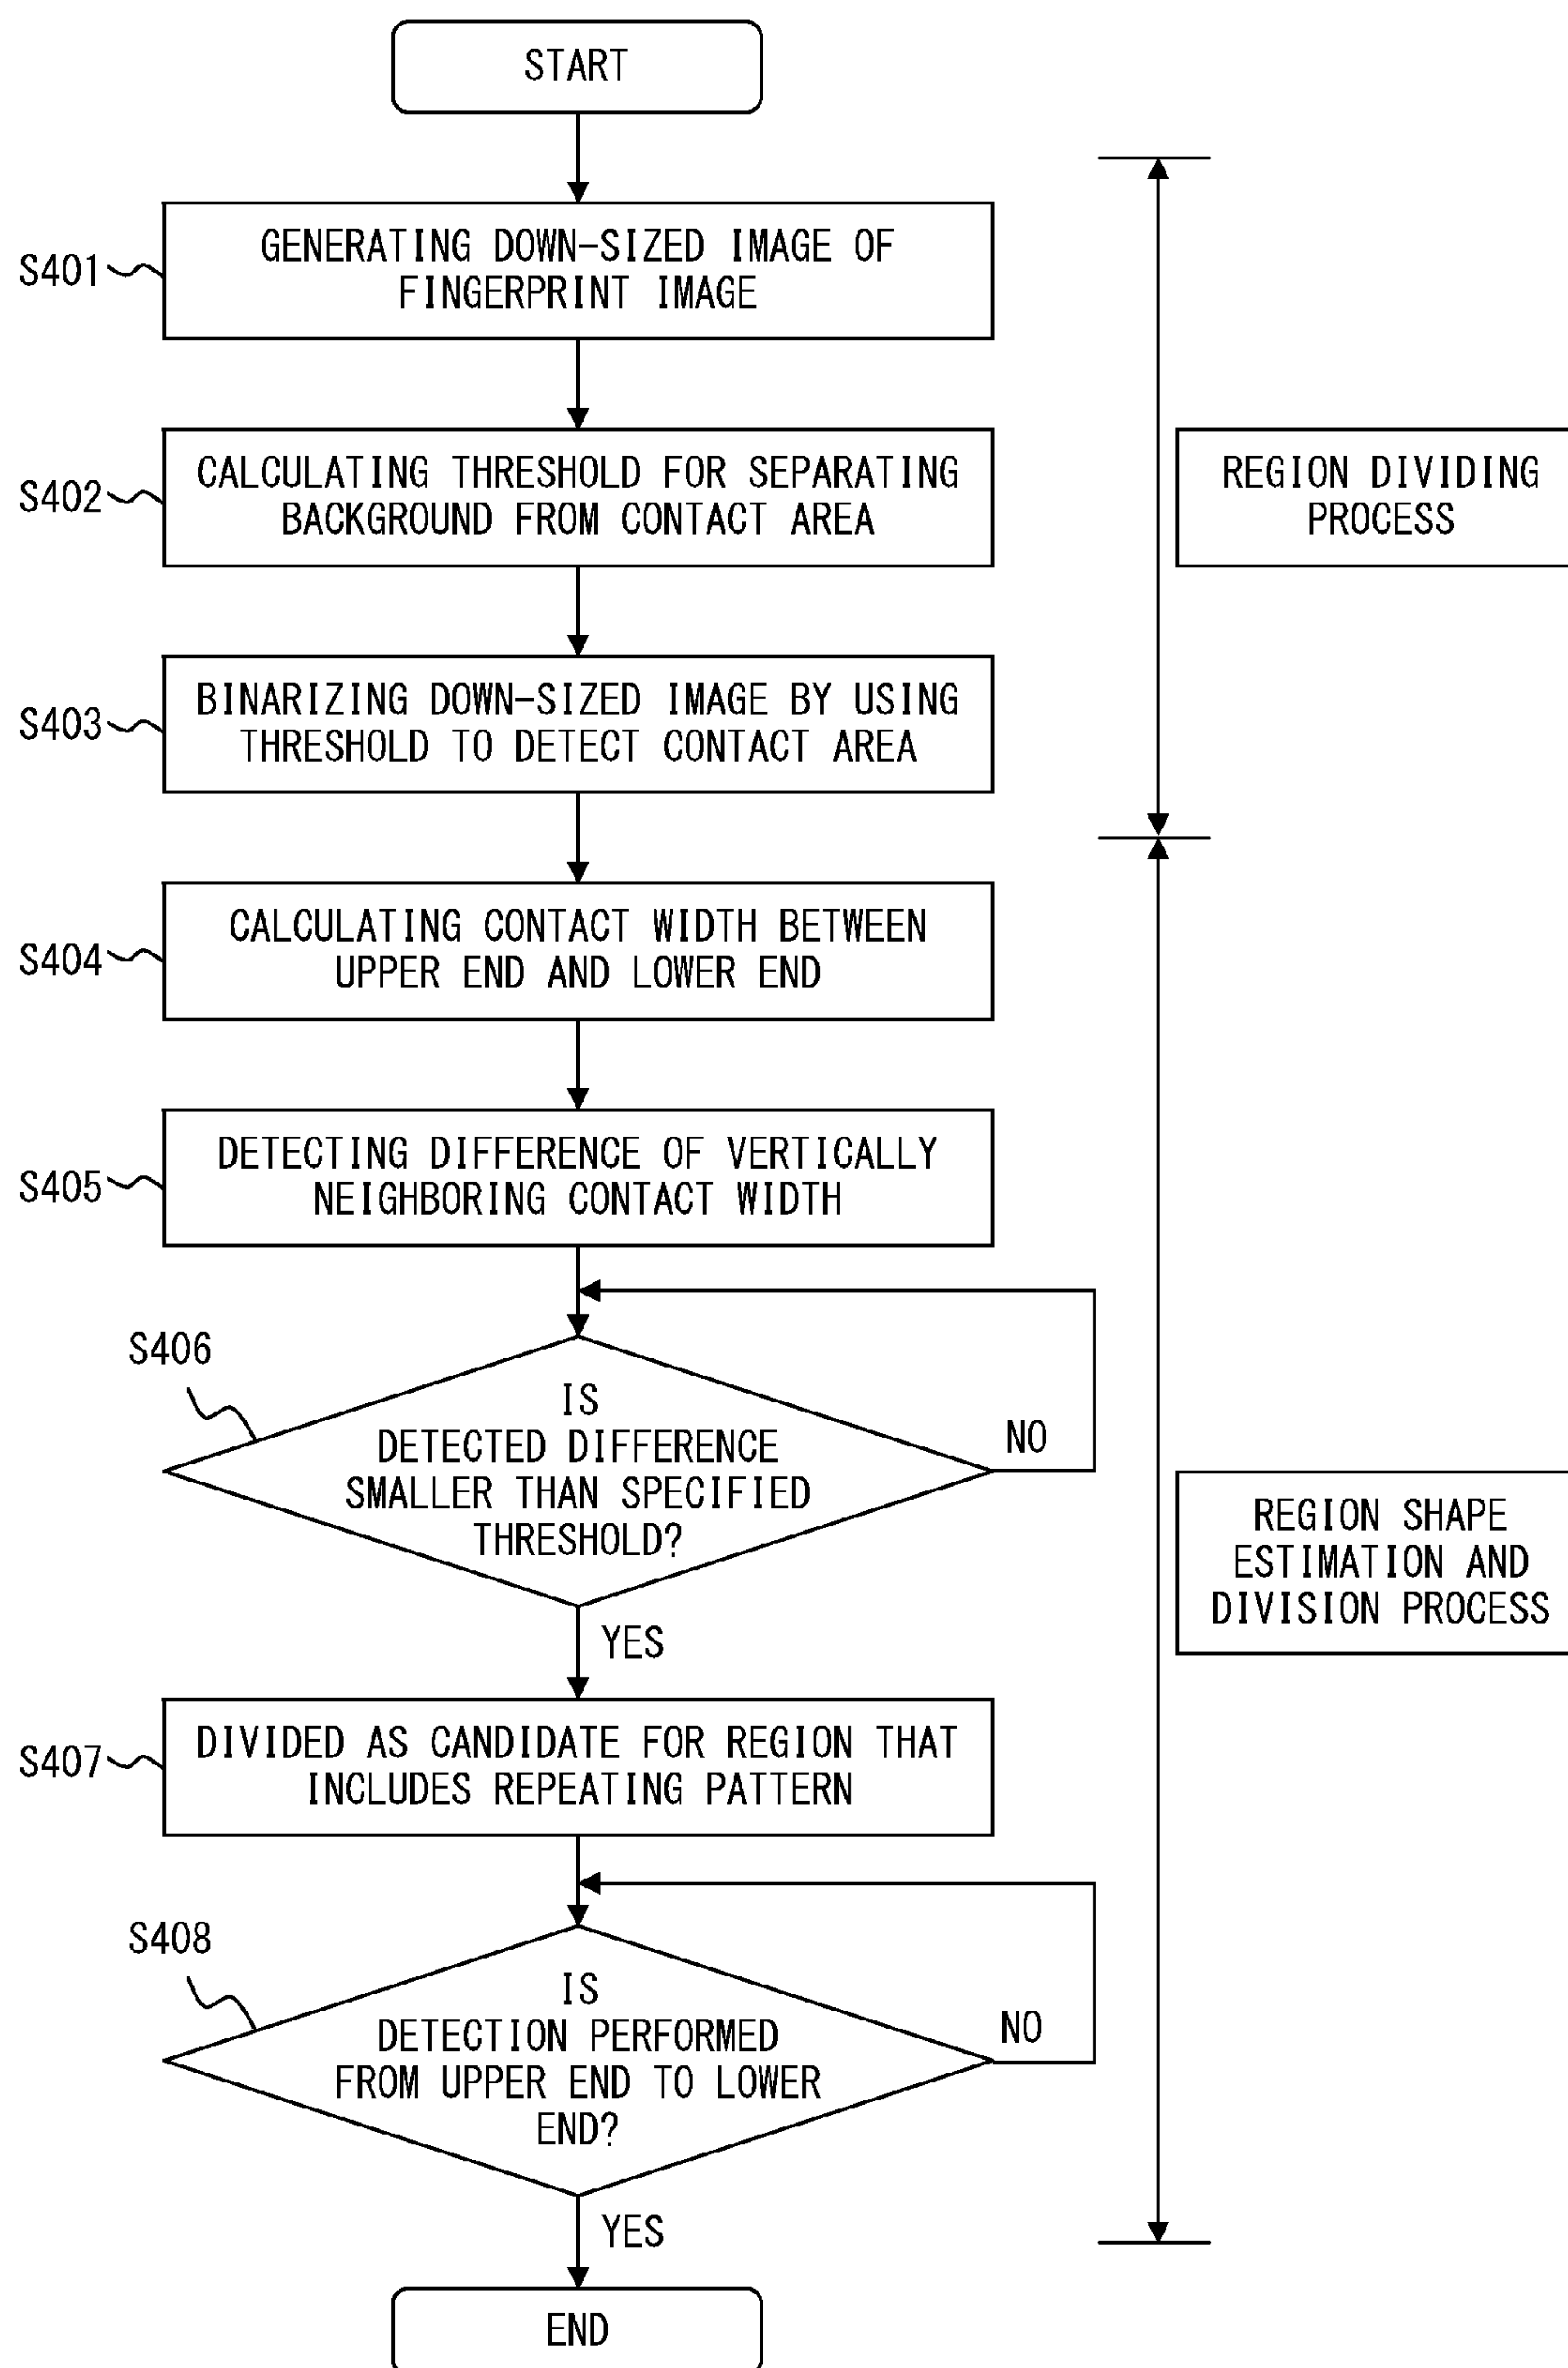 START
S401
GENERATING DOWN-SIZED IMAGE OF
FINGERPRINT IMAGE
S402
CALCULATING THRESHOLD FOR SEPARATING
BACKGROUND FROM CONTACT AREA
REGION DIVIDING
PROCESS
S403
BINARIZING DOWN-SIZED IMAGE BY USING
THRESHOLD TO DETECT CONTACT AREA
S404
CALCULATING CONTACT WIDTH BETWEEN
UPPER END AND LOWER END
S405
DETECTING DIFFERENCE OF VERTICALLY
NEIGHBORING CONTACT WIDTH
S406
IS
DETECTED DIFFERENCE
SMALLER THAN SPECIFIED
THRESHOLD?
NO
YES
REGION SHAPE
ESTIMATION AND
DIVISION PROCESS
S407
DIVIDED AS CANDIDATE FOR REGION THAT
INCLUDES REPEATING PATTERN
S408
IS
DETECTION PERFORMED
FROM UPPER END TO LOWER
END?
NO
YES
END